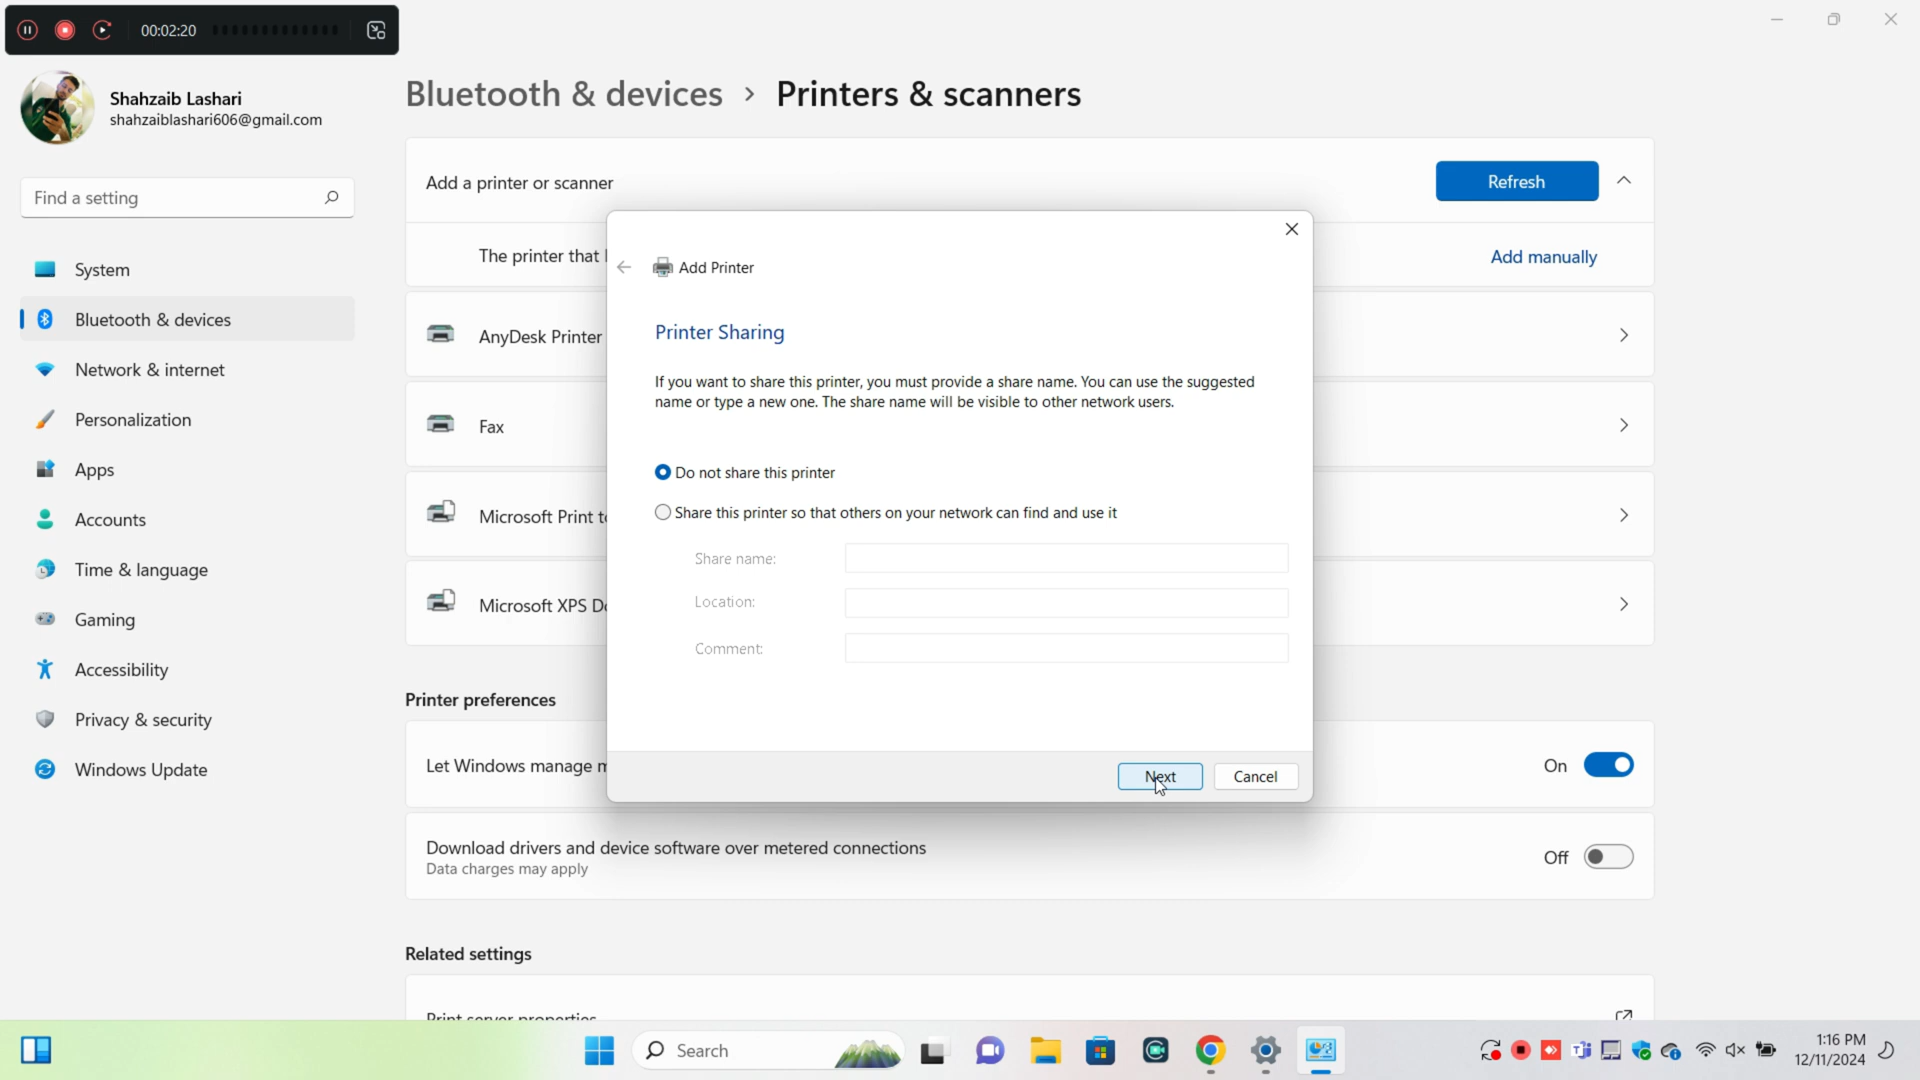 00:02:20
Shahzaib Lashari
shahzaiblashari606@gmail.com
Find a setting
System
Bluetooth & devices
Network & internet
Personalization
Apps
Accounts
Time & language
Gaming
Accessibility
Privacy & security
Windows Update
Bluetooth & devices > Printers & scanners
Add a printer or scanner
Refresh
The printer that
Add manually
AnyDesk Printer
Fax
Microsoft Print
Microsoft XPS
Printer preferences
Let Windows manage
On
Download drivers and device software over metered connections
Data charges may apply
Off
Related settings
Print server properties
Add Printer
Printer Sharing
If you want to share this printer, you must provide a share name. You can use the suggested
name or type a new one. The share name will be visible to other network users.
Do not share this printer
Share this printer so that others on your network can find and use it
Share name:
Location:
Comment:
Next
Cancel
Search
1:16 PM
12/11/2024